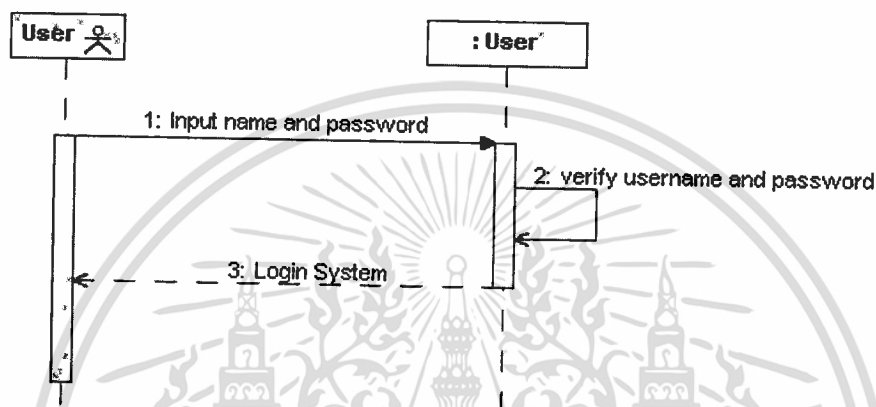 User
:User
1: Input name and password
2: verify username and password
3: Login System